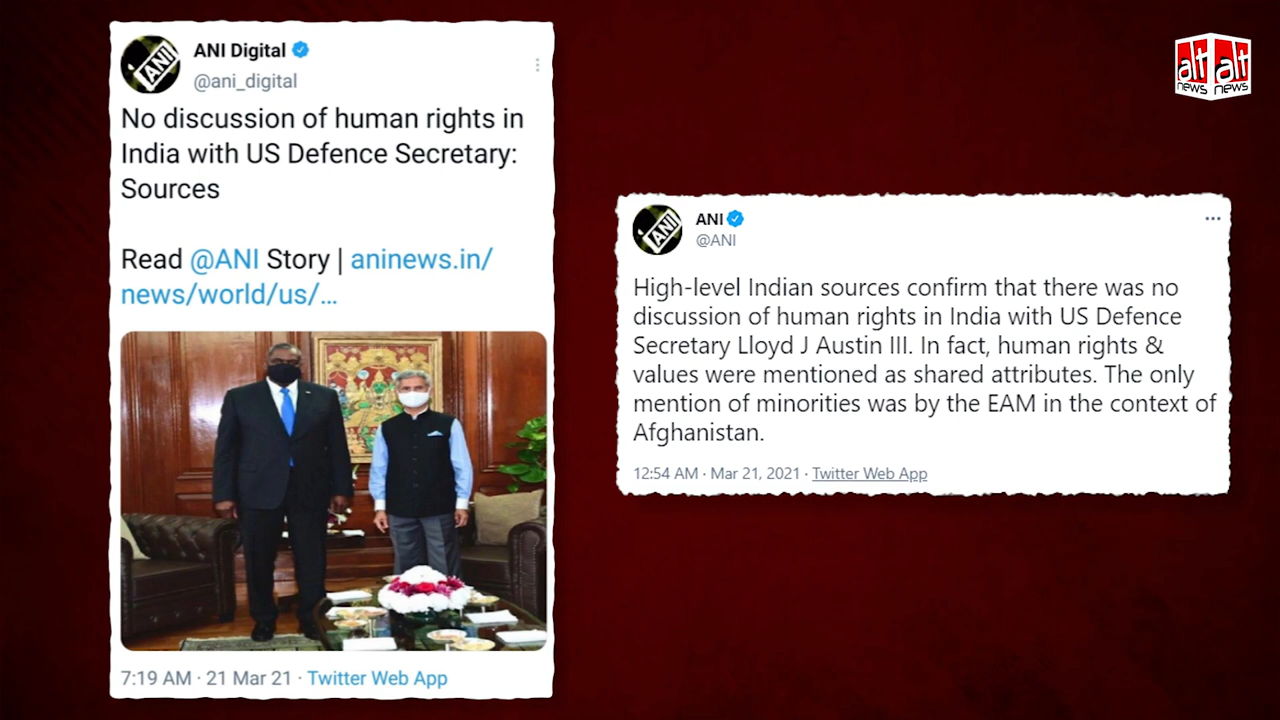 ANI Digital
@ani_digital
No discussion of human rights in
India with US Defence Secretary:
Sources
Read @ANI Story | aninews.in/
news/world/us/...
7:19 AM · 21 Mar 21 · Twitter Web App
ANI
ANI
@ANI
High-level Indian sources confirm that there was no
discussion of human rights in India with US Defence
Secretary Lloyd J Austin III. In fact, human rights &
values were mentioned as shared attributes. The only
mention of minorities was by the EAM in the context of
Afghanistan.
12:54 AM · Mar 21, 2021 · Twitter Web App
ANI
alt news
alt news